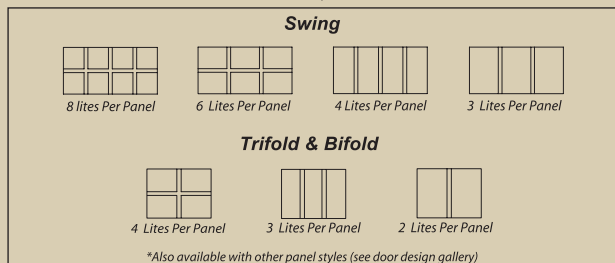 Swing
8 lites Per Panel 6 Lites Per Panel 4 Lites Per Panel 3 Lites Per Panel
Trifold & Bifold
4 Lites Per Panel 3 Lites Per Panel 2 Lites Per Panel
*Also available with other panel styles (see door design gallery)